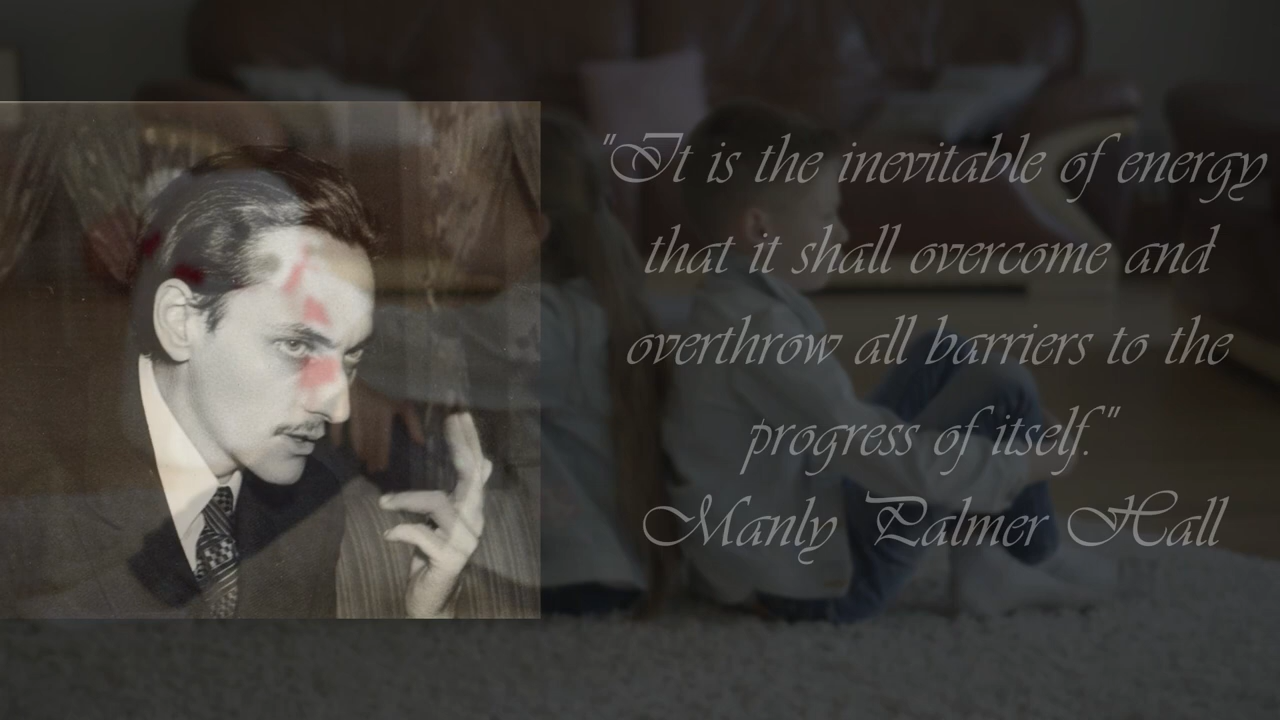 "It is the inevitable of energy
that it shall overcome and
overthrow all barriers to the
progress of itself."
Manly Palmer Hall